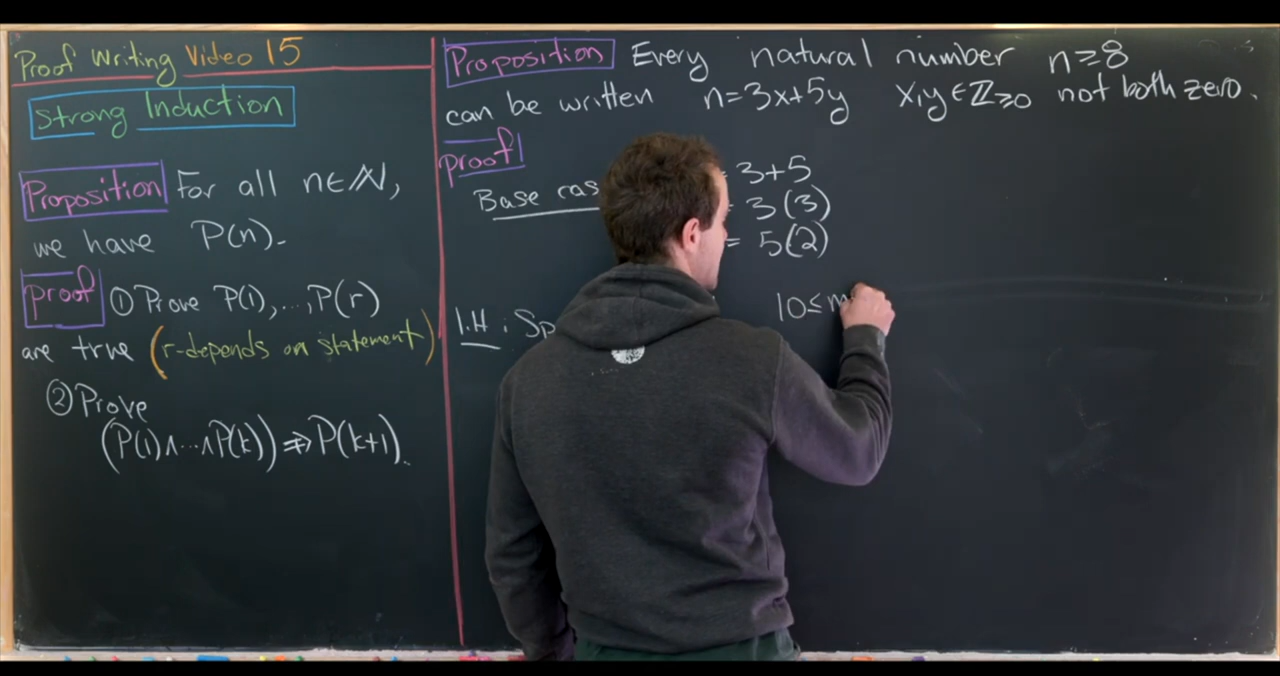 Proof Writing Video 15
Strong Induction
Proposition For all n∈ℕ,
we have P(n).
proof ① Prove P(1),...,P(r)
are true (r-depends on statement)
② Prove
(P(1)∧...∧P(k))⇒P(k+1).
Proposition Every natural number n≥8
can be written n=3x+5y x,y∈ℤ≥0 not both zero.
proof
Base cas = 3+5
= 3(3)
= 5(2)
I.H: Sp 10≤m